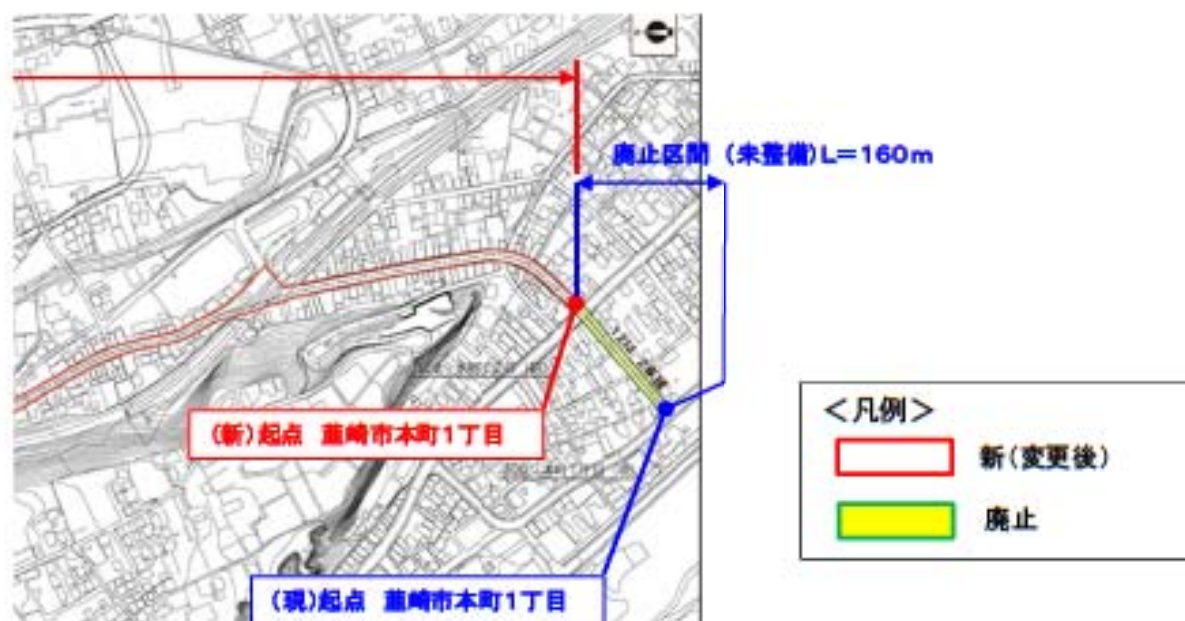 廃止区間 (未整備)L=160m
(新)起点 韮崎市本町1丁目
(現)起点 韮崎市本町1丁目
<凡例>
新(変更後)
廃止